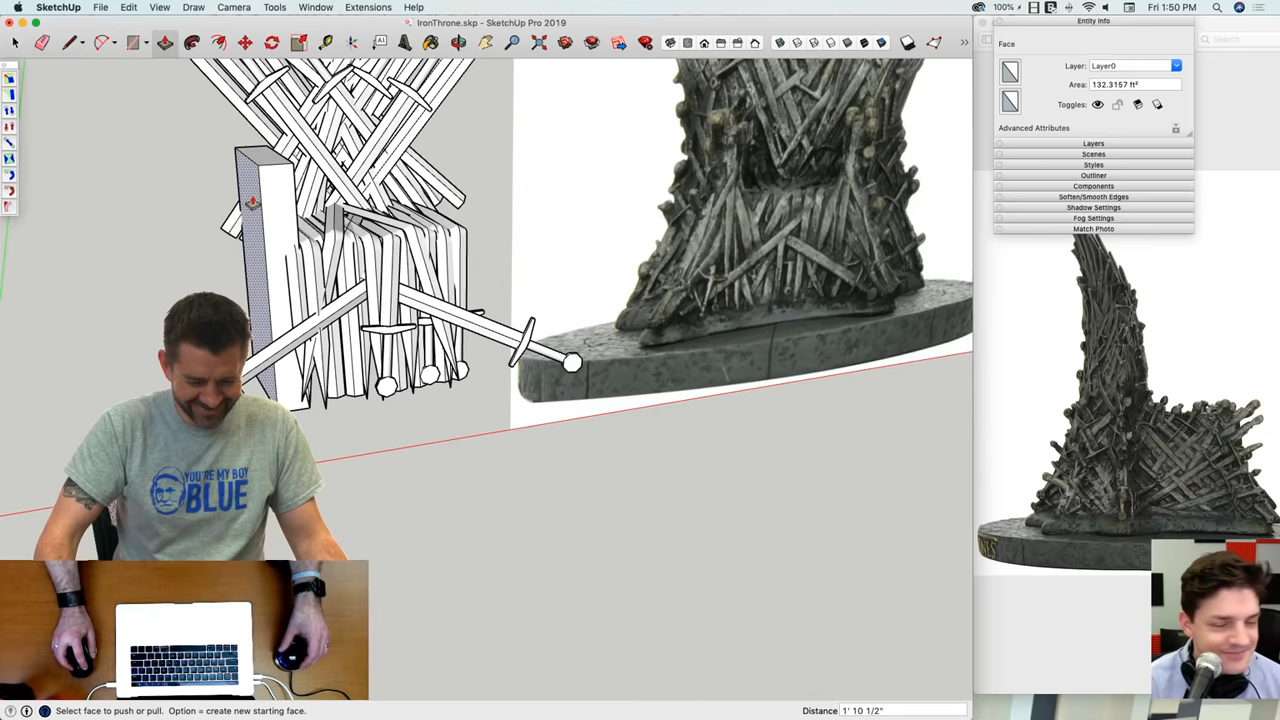 SketchUp File Edit View Draw Camera Tools Window Extensions Help
100% Fri 1:50 PM
IronThrone.skp - SketchUp Pro 2019
Entity Info
Search
Face
Layer: Layer0
Area: 132.3157 ft²
Toggles:
Advanced Attributes
Layers
Scenes
Styles
Outliner
Components
Soften/Smooth Edges
Shadow Settings
Fog Settings
Match Photo
YOU'RE MY BOY
BLUE
Select face to push or pull. Option = create new starting face.
Distance 1' 10 1/2"